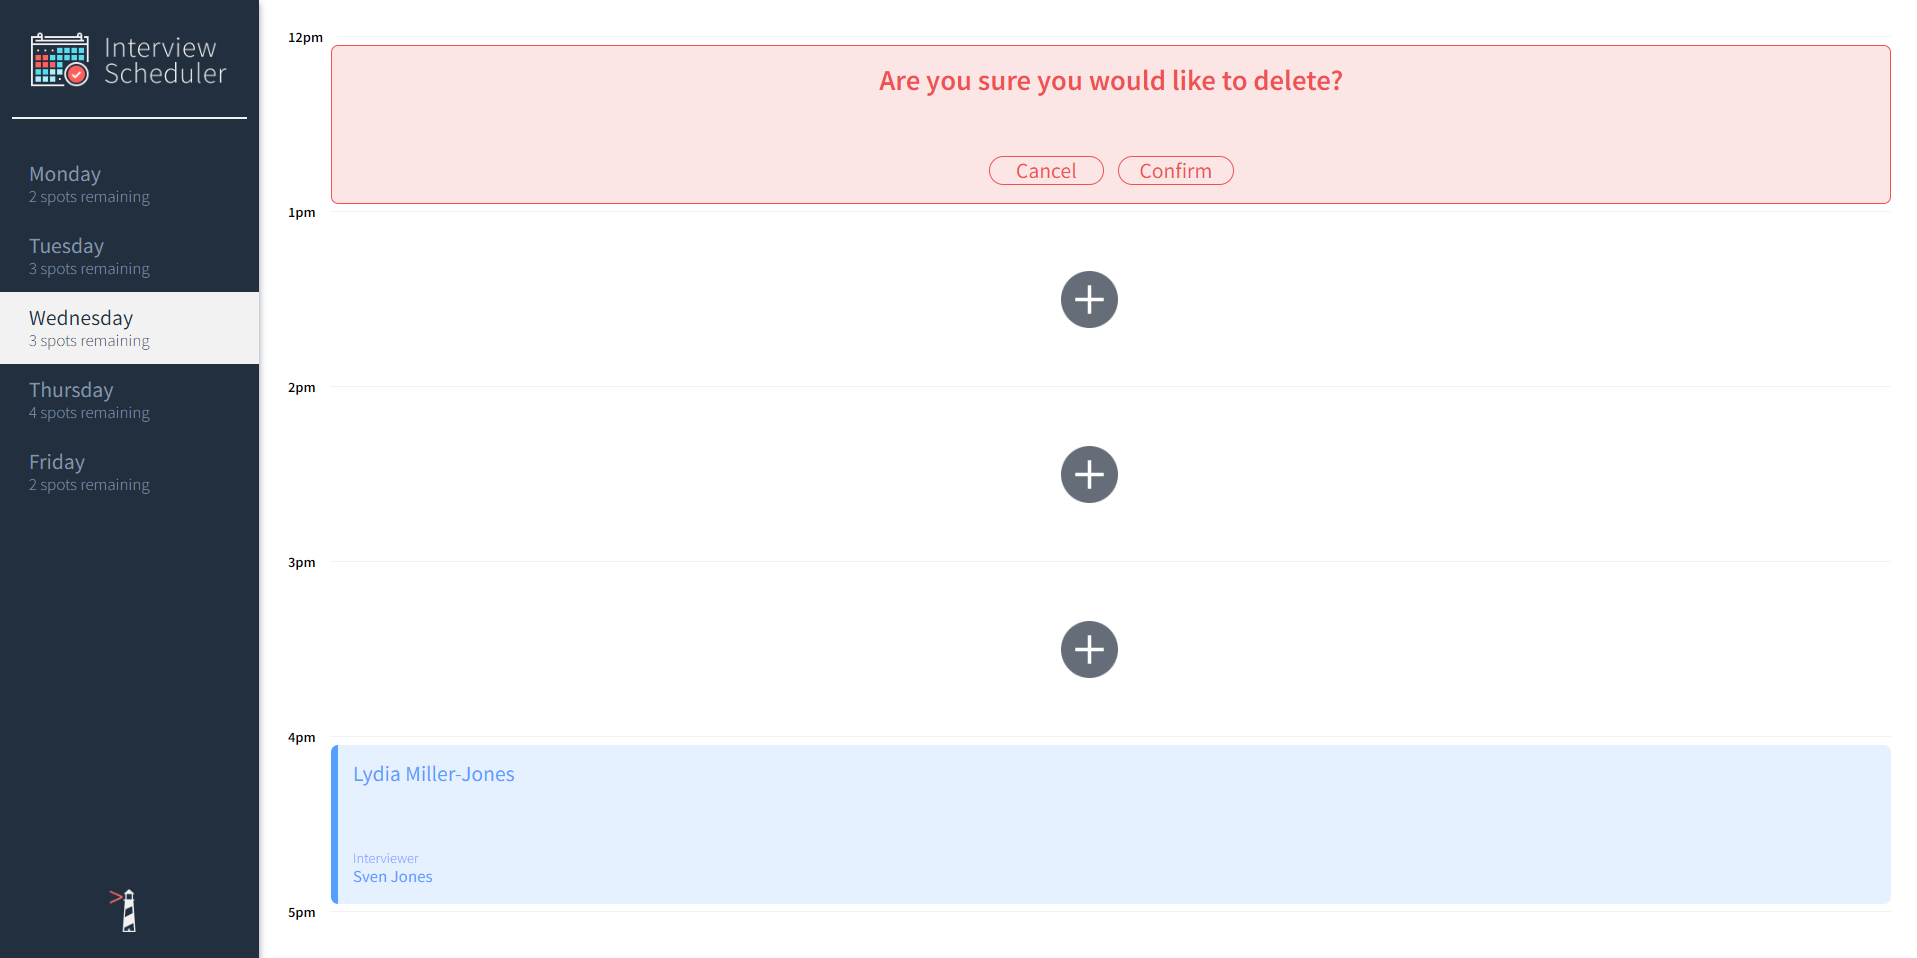 Interview
Scheduler
Monday
2 spots remaining
Tuesday
3 spots remaining
Wednesday
3 spots remaining
Thursday
4 spots remaining
Friday
2 spots remaining
12pm
Are you sure you would like to delete?
Cancel Confirm
1pm
2pm
3pm
4pm
Lydia Miller-Jones
Interviewer
Sven Jones
5pm